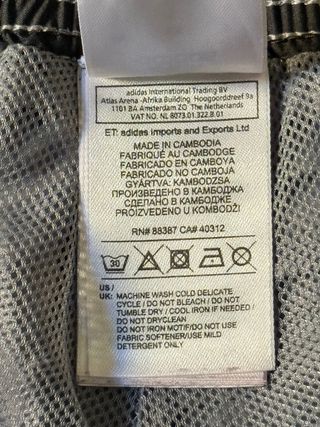 adidas International Trading BV
Atlas Arena -Afrika Building Hoogoorddreef 9a
1101 BA Amsterdam ZO The Netherlands
VAT NO. NL 8073.01.322.B.01
ET: adidas Imports and Exports Ltd
MADE IN CAMBODIA
FABRIQUÉ AU CAMBODGE
FABRICADO EN CAMBOYA
FABRICADO NO CAMBOJA
GYÁRTVA: KAMBODZSA
ПРОИЗВЕДЕНО В КАМБОДЖА
СДЕЛАНО В КАМБОДЖА
PROIZVEDENO U KOMBODŽI
RN# 88387 CA# 40312
30
US /
UK: MACHINE WASH COLD DELICATE
CYCLE / DO NOT BLEACH / DO NOT
TUMBLE DRY / COOL IRON IF NEEDED /
DO NOT DRY CLEAN
DO NOT IRON MOTIF/DO NOT USE
FABRIC SOFTENER/USE MILD
DETERGENT ONLY